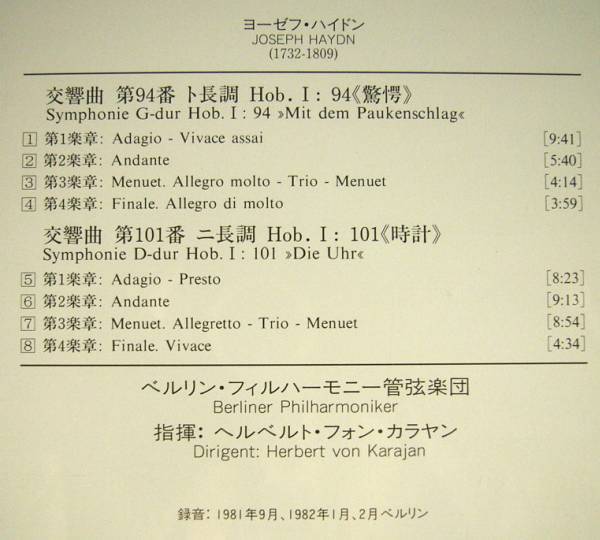 ヨーゼフ・ハイドン
JOSEPH HAYDN
(1732-1809)
交響曲 第94番 ト長調 Hob. I : 94《驚愕》
Symphonie G-dur Hob. I : 94 »Mit dem Paukenschlag«
1 第1楽章: Adagio - Vivace assai [9:41]
2 第2楽章: Andante [5:40]
3 第3楽章: Menuet. Allegro molto - Trio - Menuet [4:14]
4 第4楽章: Finale. Allegro di molto [3:59]
交響曲 第101番 ニ長調 Hob. I : 101《時計》
Symphonie D-dur Hob. I : 101 »Die Uhr«
5 第1楽章: Adagio - Presto [8:23]
6 第2楽章: Andante [9:13]
7 第3楽章: Menuet. Allegretto - Trio - Menuet [8:54]
8 第4楽章: Finale. Vivace [4:34]
ベルリン・フィルハーモニー管弦楽団
Berliner Philharmoniker
指揮: ヘルベルト・フォン・カラヤン
Dirigent: Herbert von Karajan
録音: 1981年9月、1982年1月、2月ベルリン